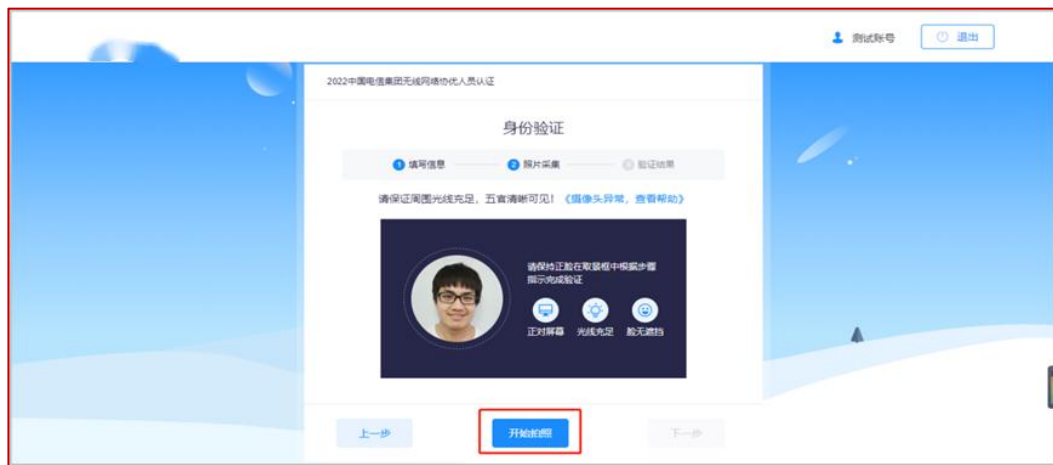 测试账号
退出
2022中国电信集团无线网络协优人员认证
身份验证
1 填写信息 2 照片采集 3 验证结果
请保证周围光线充足，五官清晰可见！《摄像头异常，查看帮助》
请保持正脸在取景框中根据步骤
指示完成验证
正对屏幕 光线充足 脸无遮挡
上一步 开始拍照 下一步